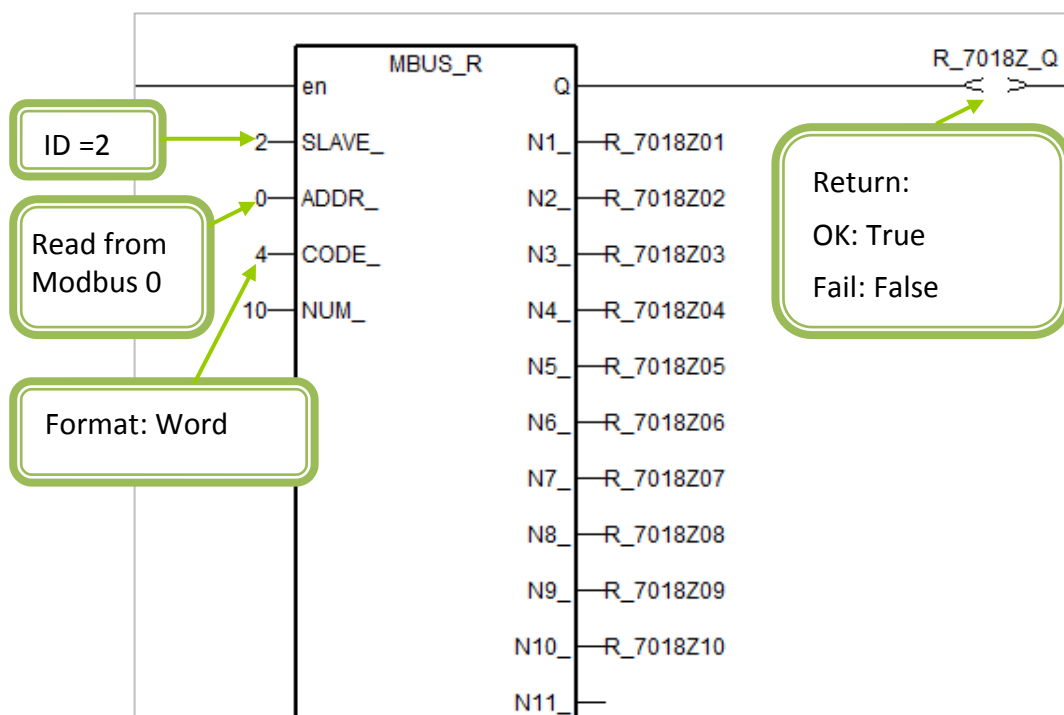 MBUS_R
R_7018Z_Q
en
Q
ID =2
2
SLAVE_
N1_
R_7018Z01
0
ADDR_
N2_
R_7018Z02
Read from
Modbus 0
4
CODE_
N3_
R_7018Z03
10
NUM_
N4_
R_7018Z04
Return:
OK: True
Fail: False
N5_
R_7018Z05
Format: Word
N6_
R_7018Z06
N7_
R_7018Z07
N8_
R_7018Z08
N9_
R_7018Z09
N10_
R_7018Z10
N11_